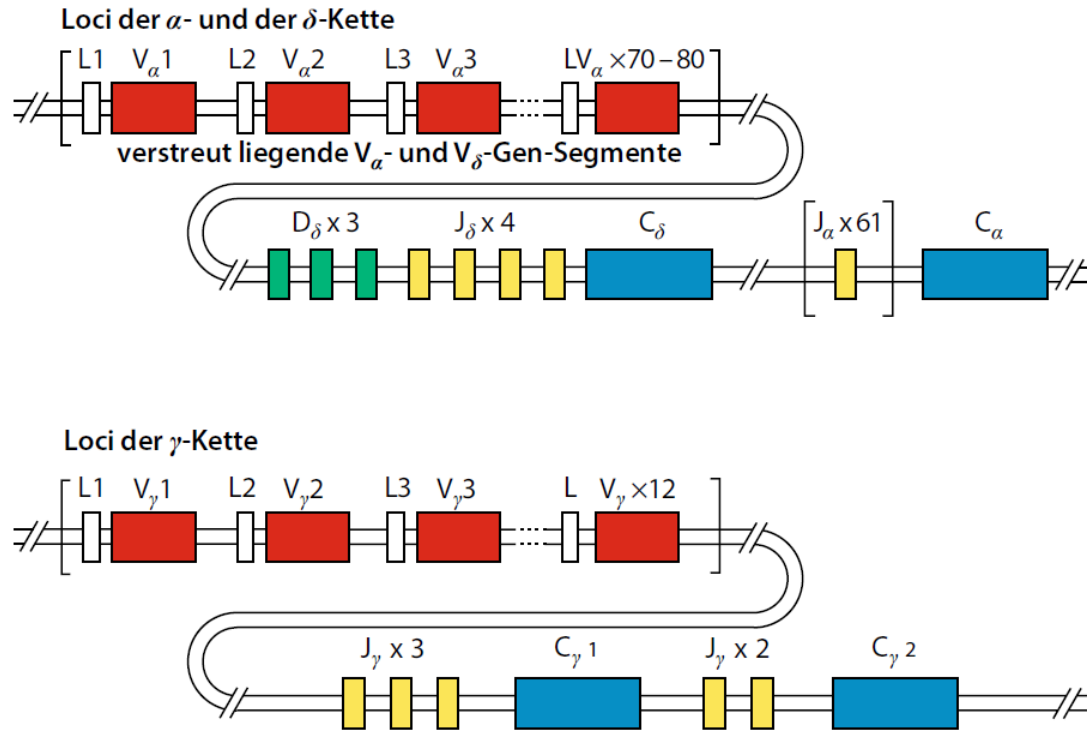 Loci der α- und der δ-Kette
L1 Vα1 L2 Vα2 L3 Vα3 LVα ×70–80
verstreut liegende Vα- und Vδ-Gen-Segmente
Dδ x 3 Jδ x 4 Cδ Jα x 61 Cα
Loci der γ-Kette
L1 Vγ1 L2 Vγ2 L3 Vγ3 L Vγ ×12
Jγ x 3 Cγ 1 Jγ x 2 Cγ 2